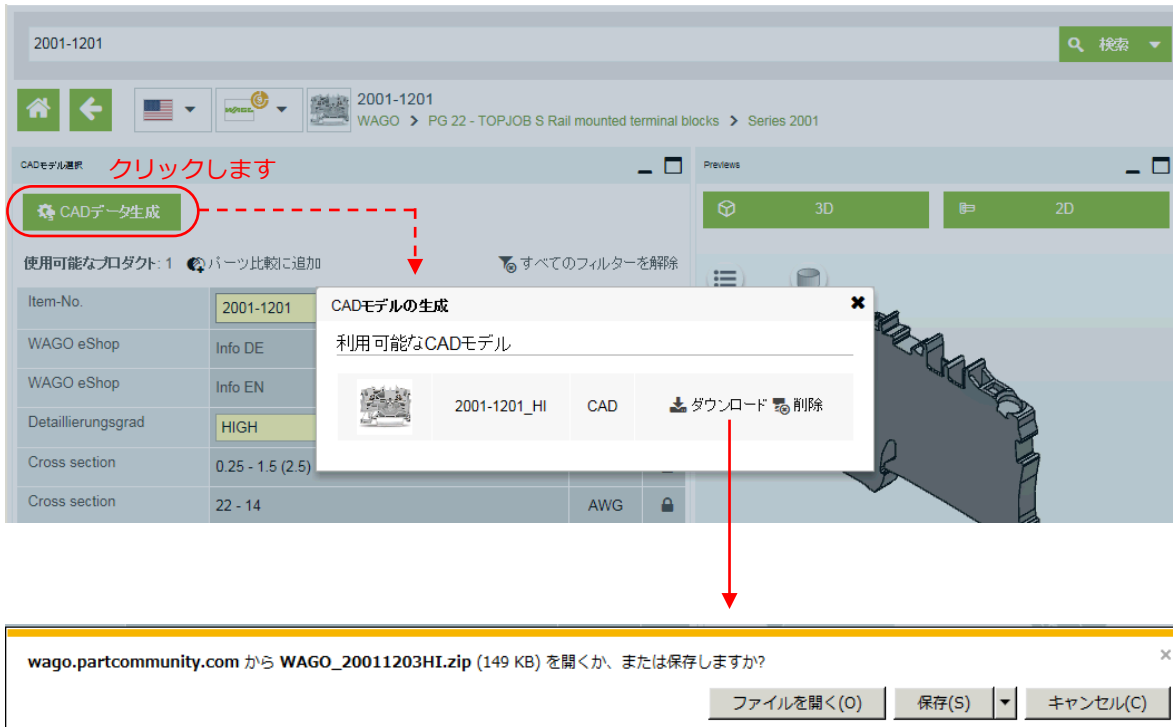 2001-1201
検索
WAGO
2001-1201
WAGO > PG 22 - TOPJOB S Rail mounted terminal blocks > Series 2001
CADモデル選択
クリックします
Previews
CADデータ生成
3D
2D
使用可能なプロダクト: 1 パーツ比較に追加
すべてのフィルターを解除
Item-No.
2001-1201
WAGO eShop
Info DE
WAGO eShop
Info EN
Detaillierungsgrad
HIGH
Cross section
0.25 - 1.5 (2.5)
Cross section
22 - 14
AWG
CADモデルの生成
利用可能なCADモデル
2001-1201_HI
CAD
ダウンロード
削除
wago.partcommunity.com から WAGO_20011203HI.zip (149 KB) を開くか、または保存しますか?
ファイルを開く(O)
保存(S)
キャンセル(C)